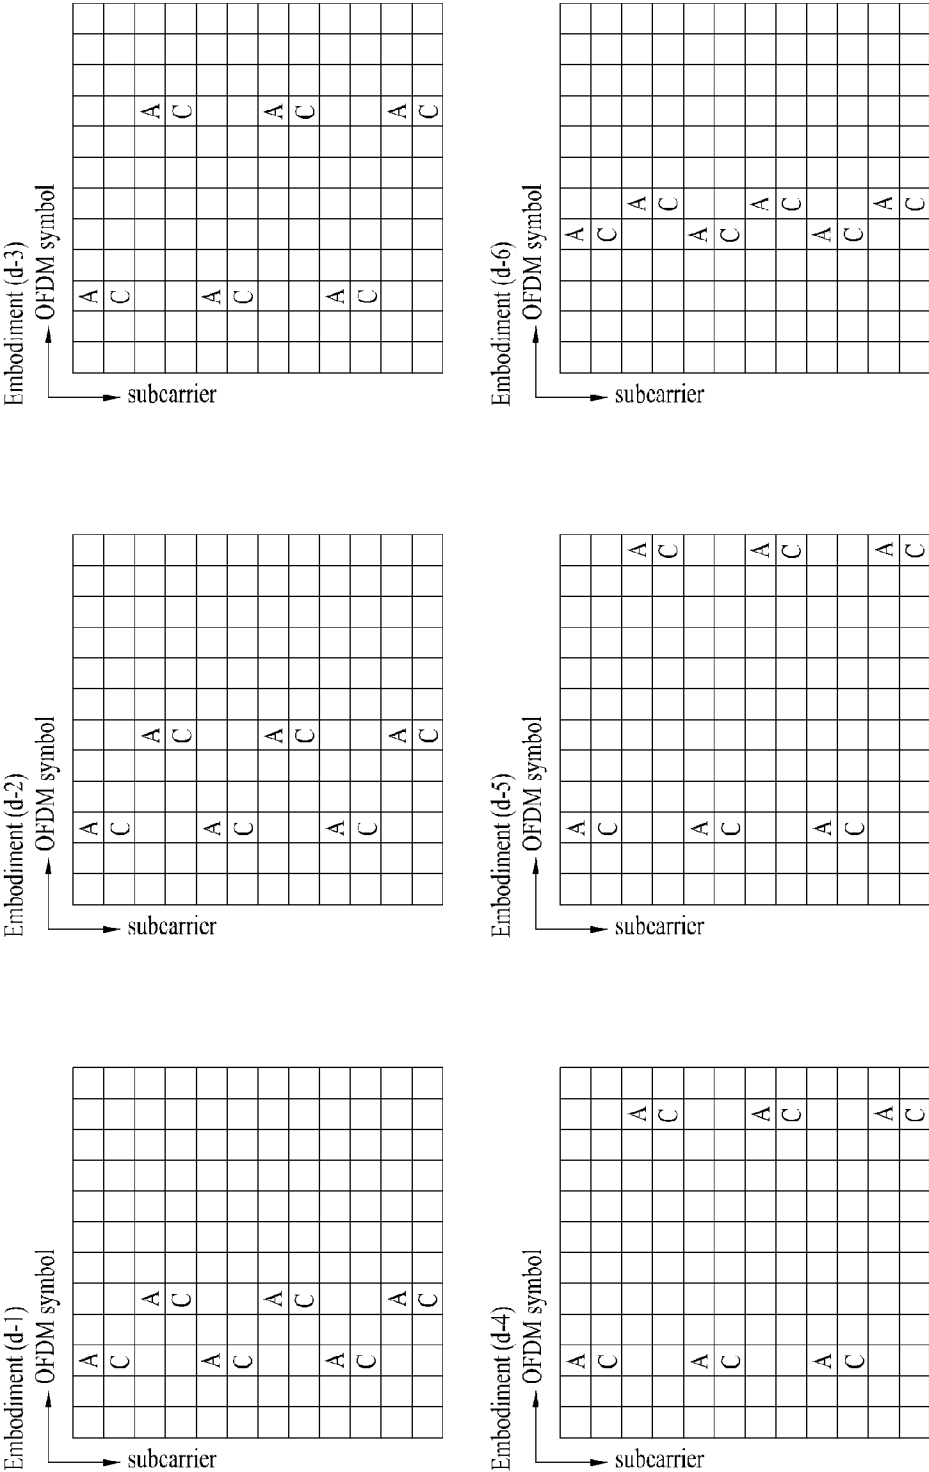 Embodiment (d-1)
OFDM symbol
subcarrier
A
C
A
C
A
C
A
C
A
C
A
C
Embodiment (d-2)
OFDM symbol
subcarrier
A
C
A
C
A
C
A
C
A
C
A
C
Embodiment (d-3)
OFDM symbol
subcarrier
A
C
A
C
A
C
A
C
A
C
A
C
Embodiment (d-4)
OFDM symbol
subcarrier
A
C
A
C
A
C
A
C
A
C
A
C
Embodiment (d-5)
OFDM symbol
subcarrier
A
C
A
C
A
C
A
C
A
C
A
C
Embodiment (d-6)
OFDM symbol
subcarrier
A
C
A
C
A
C
A
C
A
C
A
C